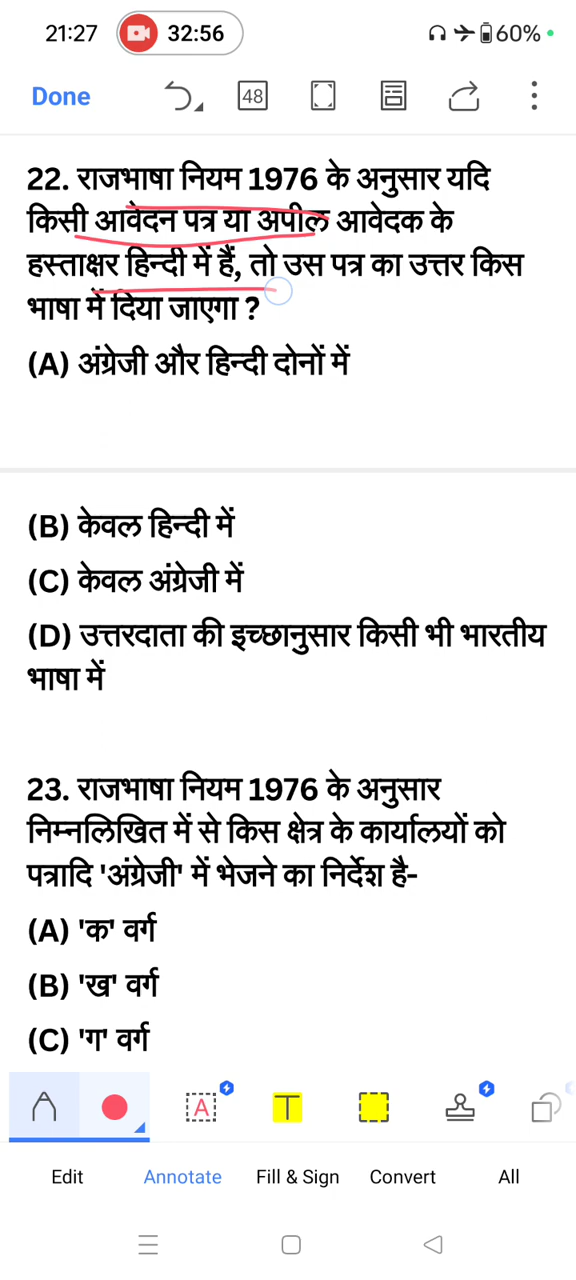 21:27
32:56
60%
Done
48
22. राजभाषा नियम 1976 के अनुसार यदि
किसी आवेदन पत्र या अपील आवेदक के
हस्ताक्षर हिन्दी में हैं, तो उस पत्र का उत्तर किस
भाषा में दिया जाएगा ?
(A) अंग्रेजी और हिन्दी दोनों में
(B) केवल हिन्दी में
(C) केवल अंग्रेजी में
(D) उत्तरदाता की इच्छानुसार किसी भी भारतीय
भाषा में
23. राजभाषा नियम 1976 के अनुसार
निम्नलिखित में से किस क्षेत्र के कार्यालयों को
पत्रादि 'अंग्रेजी' में भेजने का निर्देश है-
(A) 'क' वर्ग
(B) 'ख' वर्ग
(C) 'ग' वर्ग
A T
Edit Annotate Fill & Sign Convert All